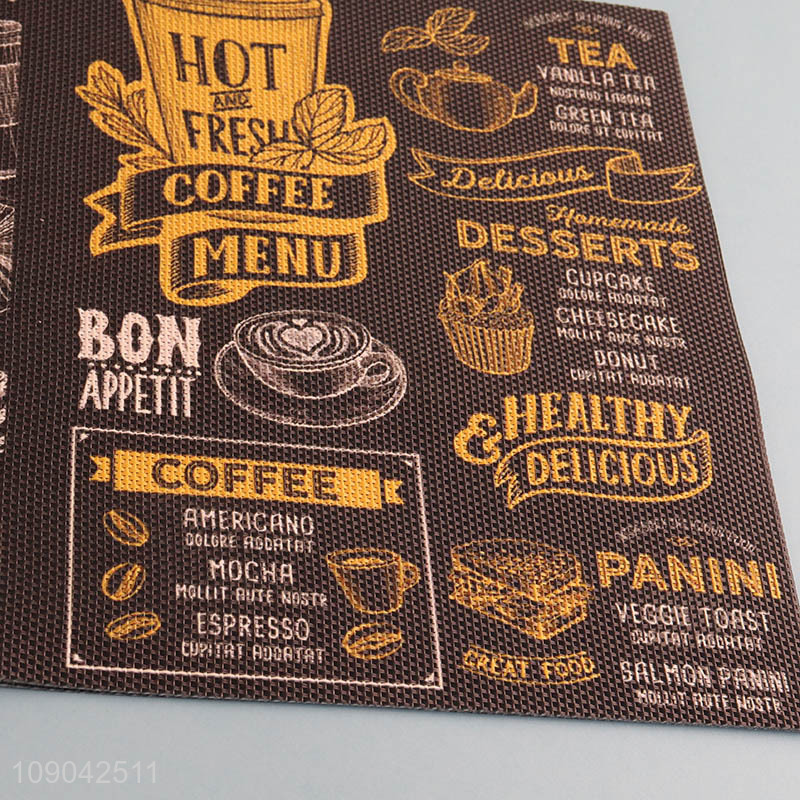 HOT
AND
FRESH
COFFEE
MENU
BON
APPETIT
COFFEE
AMERICANO
DOLORE ADDATAT
MOCHA
MOLLIT AUTE NOSTR
ESPRESSO
CUPITAT ADDATAT
TEA
VANILLA TEA
NOSTRUD LABORIS
GREEN TEA
DOLORE UT CUPITAT
Delicious
Homemade
DESSERTS
CUPCAKE
DOLORE ADDATAT
CHEESECAKE
MOLLIT AUTE NOSTR
DONUT
CUPITAT ADDATAT
& HEALTHY
DELICIOUS
PANINI
VEGGIE TOAST
CUPITAT ADDATAT
SALMON PANINI
MOLLIT AUTE NOSTR
GREAT FOOD
109042511